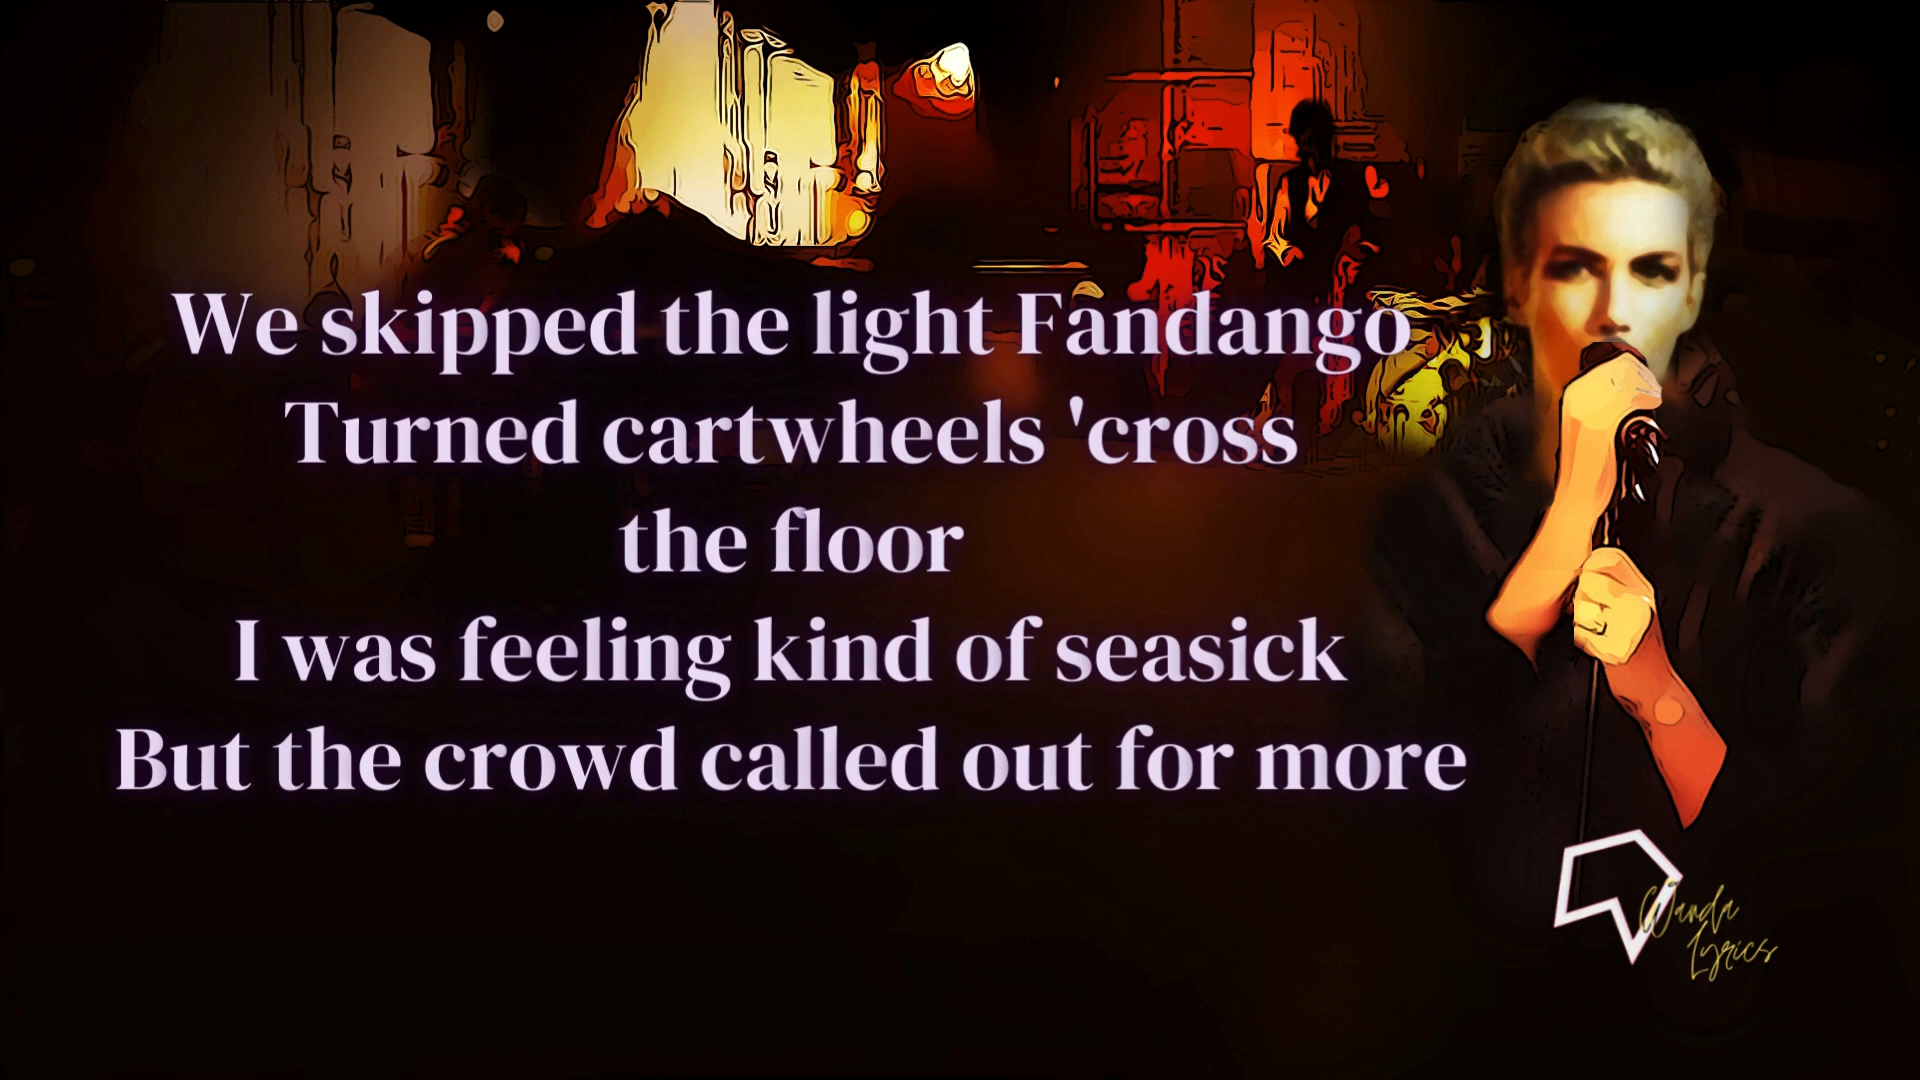 We skipped the light Fandango
Turned cartwheels 'cross
the floor
I was feeling kind of seasick
But the crowd called out for more
Wanda
Lyrics